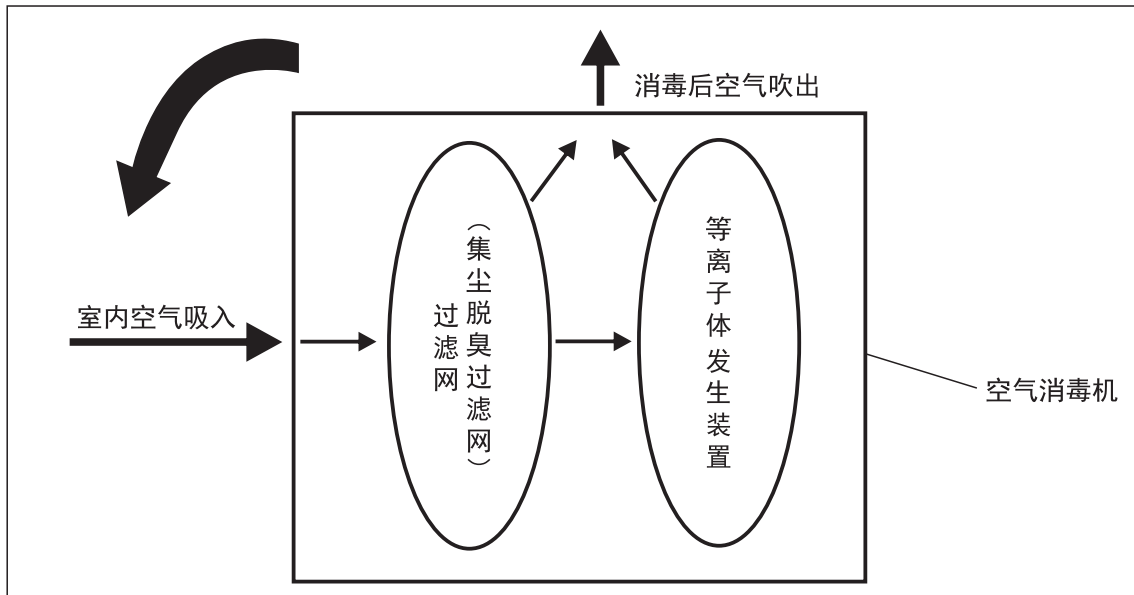 消毒后空气吹出
室内空气吸入
过滤网
（集尘脱臭过滤网）
等离子体发生装置
空气消毒机